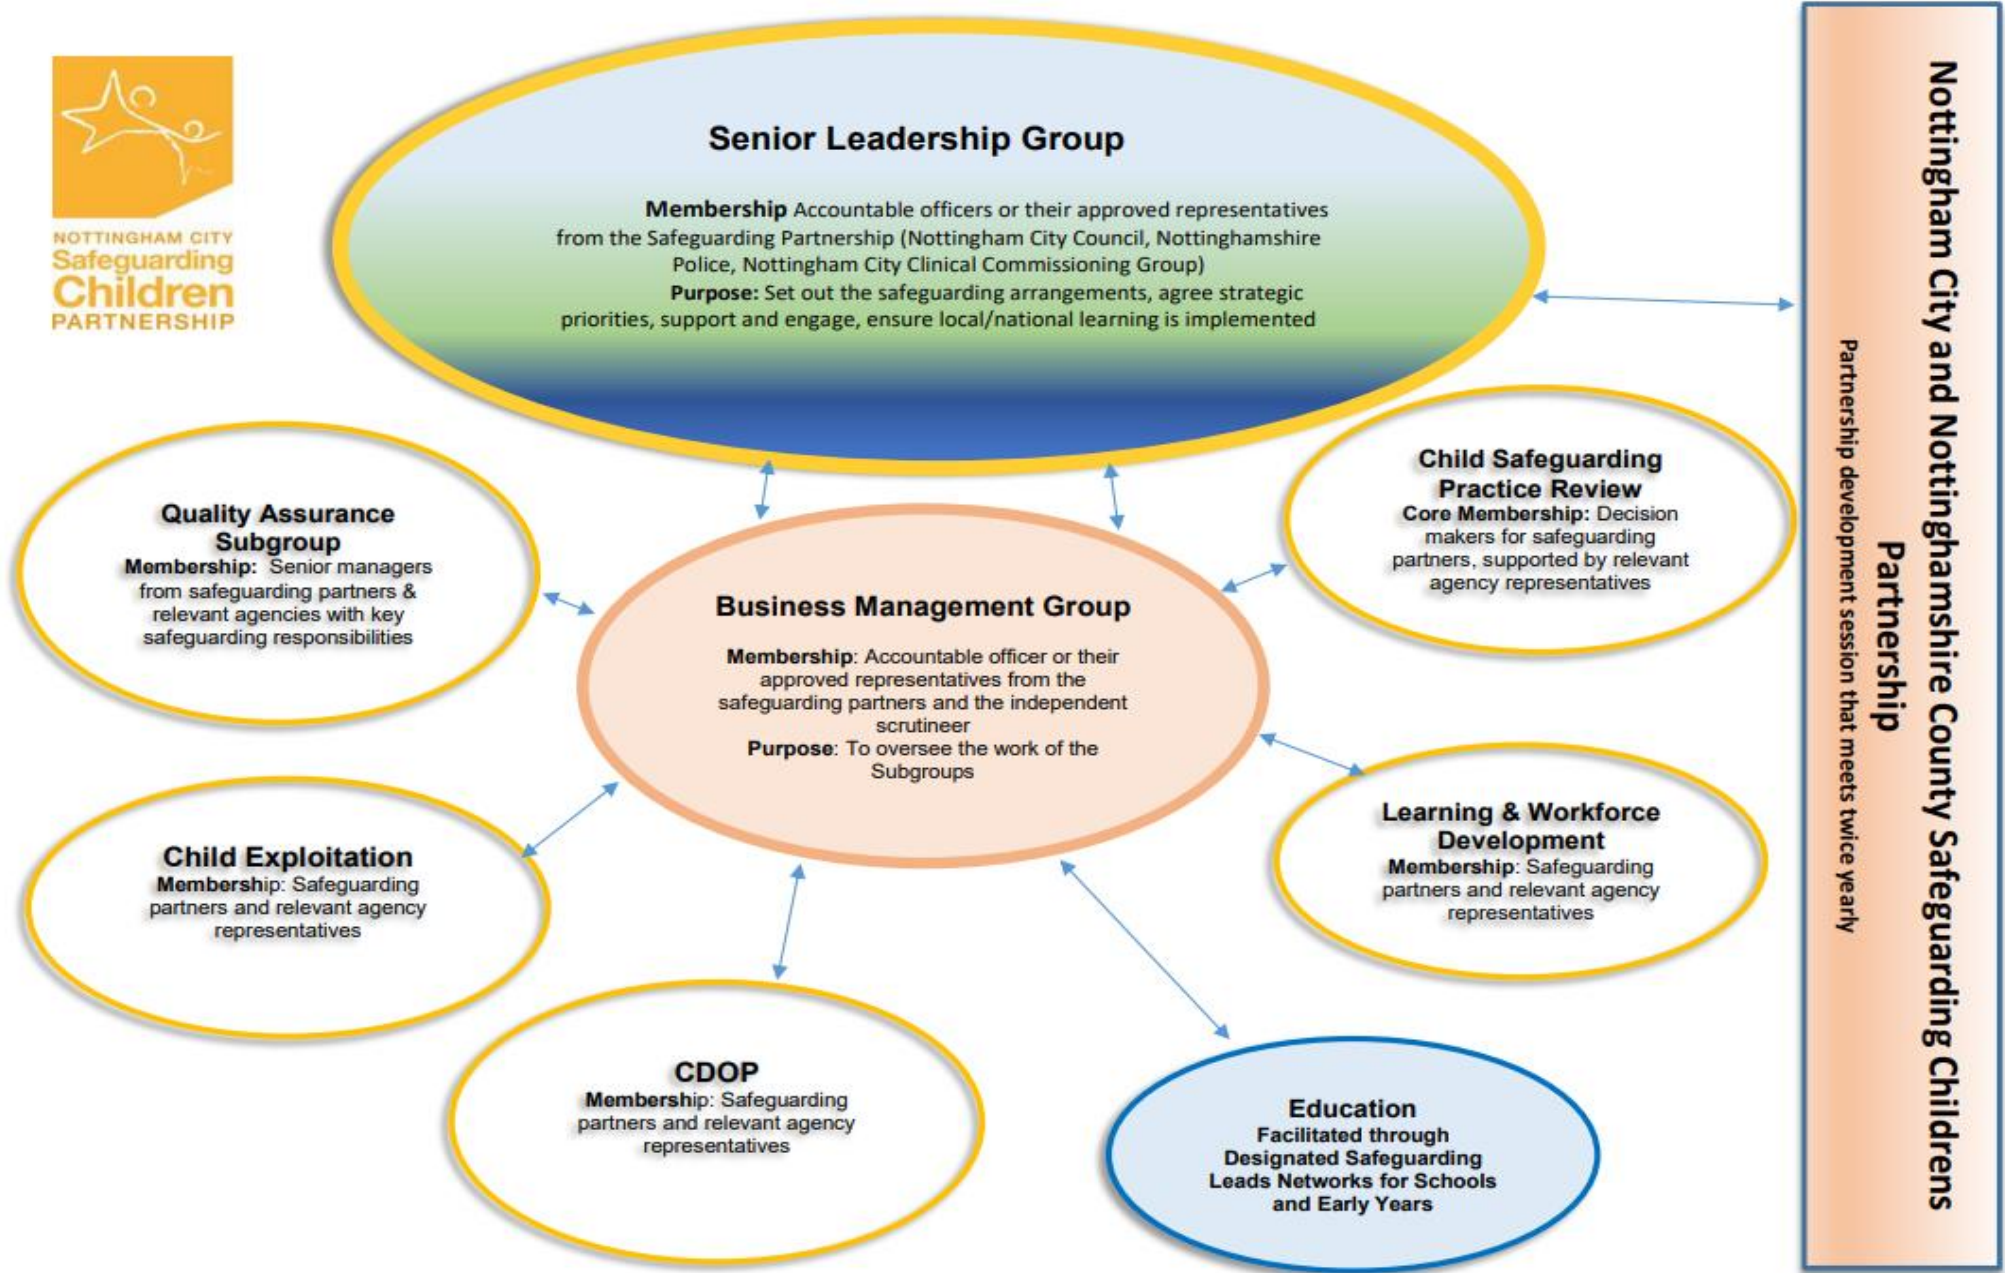 NOTTINGHAM CITY
Safeguarding
Children
PARTNERSHIP
Senior Leadership Group
Membership Accountable officers or their approved representatives
from the Safeguarding Partnership (Nottingham City Council, Nottinghamshire
Police, Nottingham City Clinical Commissioning Group)
Purpose: Set out the safeguarding arrangements, agree strategic
priorities, support and engage, ensure local/national learning is implemented
Quality Assurance
Subgroup
Membership: Senior managers
from safeguarding partners &
relevant agencies with key
safeguarding responsibilities
Business Management Group
Membership: Accountable officer or their
approved representatives from the
safeguarding partners and the independent
scrutineer
Purpose: To oversee the work of the
Subgroups
Child Safeguarding
Practice Review
Core Membership: Decision
makers for safeguarding
partners, supported by relevant
agency representatives
Child Exploitation
Membership: Safeguarding
partners and relevant agency
representatives
Learning & Workforce
Development
Membership: Safeguarding
partners and relevant agency
representatives
CDOP
Membership: Safeguarding
partners and relevant agency
representatives
Education
Facilitated through
Designated Safeguarding
Leads Networks for Schools
and Early Years
Nottingham City and Nottinghamshire County Safeguarding Childrens
Partnership
Partnership development session that meets twice yearly